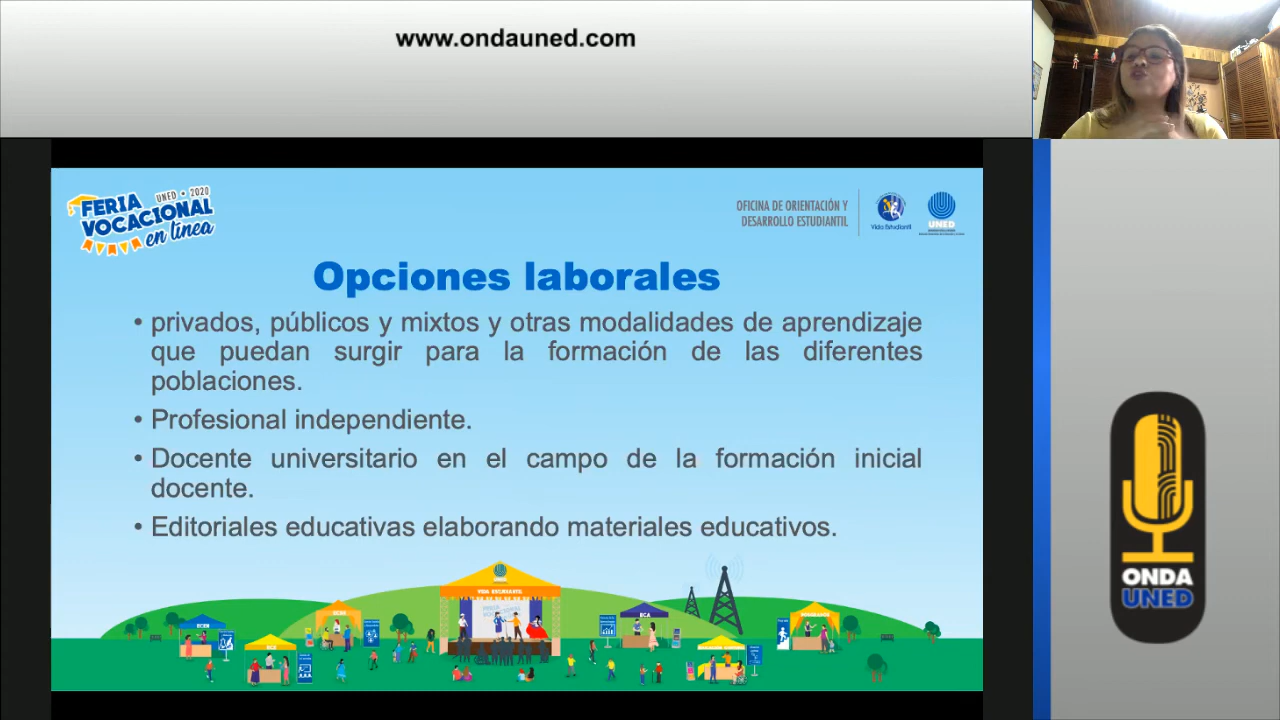 www.ondauned.com
FERIA
UNED • 2020
VOCACIONAL
en línea
OFICINA DE ORIENTACIÓN Y
DESARROLLO ESTUDIANTIL
Vida Estudiantil
UNED
Opciones laborales
• privados, públicos y mixtos y otras modalidades de aprendizaje
que puedan surgir para la formación de las diferentes
poblaciones.
• Profesional independiente.
• Docente universitario en el campo de la formación inicial
docente.
• Editoriales educativas elaborando materiales educativos.
VIDA ESTUDIANTIL
ONDA
UNED